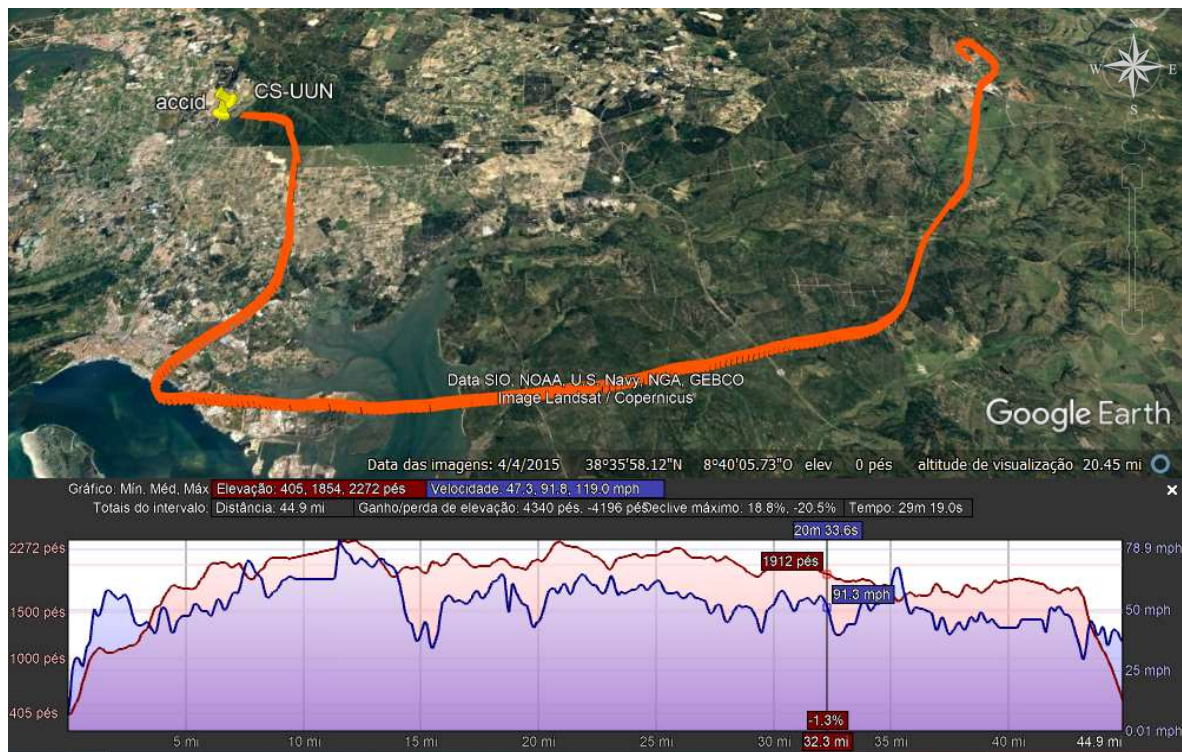 N
W E
S
CS-UUN
accid
Data SIO, NOAA, U.S. Navy, NGA, GEBCO
Image Landsat / Copernicus
Google Earth
Data das imagens: 4/4/2015 38°35'58.12"N 8°40'05.73"O elev 0 pés altitude de visualização 20.45 mi
Gráfico: Mín, Méd, Máx Elevação: 405, 1854, 2272 pés Velocidade: 47.3, 91.8, 119.0 mph
Totais do intervalo: Distância: 44.9 mi Ganho/perda de elevação: 4340 pés, -4196 pés Declive máximo: 18.8%, -20.5% Tempo: 29m 19.0s
20m 33.6s
2272 pés 78.9 mph
1912 pés
91.3 mph
1500 pés 50 mph
1000 pés 25 mph
405 pés 0.01 mph
-1.3%
5 mi 10 mi 15 mi 20 mi 25 mi 30 mi 32.3 mi 35 mi 40 mi 44.9 mi